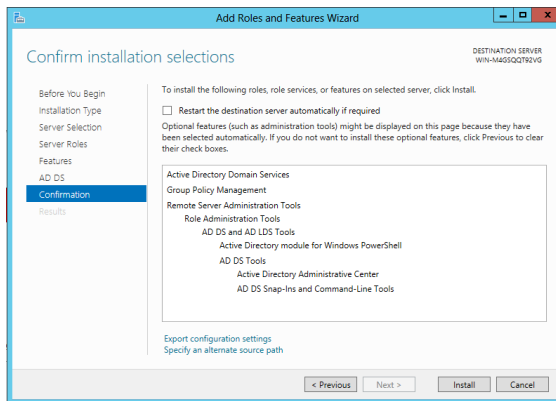 Add Roles and Features Wizard
Confirm installation selections
DESTINATION SERVER
WIN-M4GSQQT92VG
Before You Begin
Installation Type
Server Selection
Server Roles
Features
AD DS
Confirmation
Results
To install the following roles, role services, or features on selected server, click Install.
Restart the destination server automatically if required
Optional features (such as administration tools) might be displayed on this page because they have
been selected automatically. If you do not want to install these optional features, click Previous to clear
their check boxes.
Active Directory Domain Services
Group Policy Management
Remote Server Administration Tools
Role Administration Tools
AD DS and AD LDS Tools
Active Directory module for Windows PowerShell
AD DS Tools
Active Directory Administrative Center
AD DS Snap-Ins and Command-Line Tools
Export configuration settings
Specify an alternate source path
< Previous
Next >
Install
Cancel